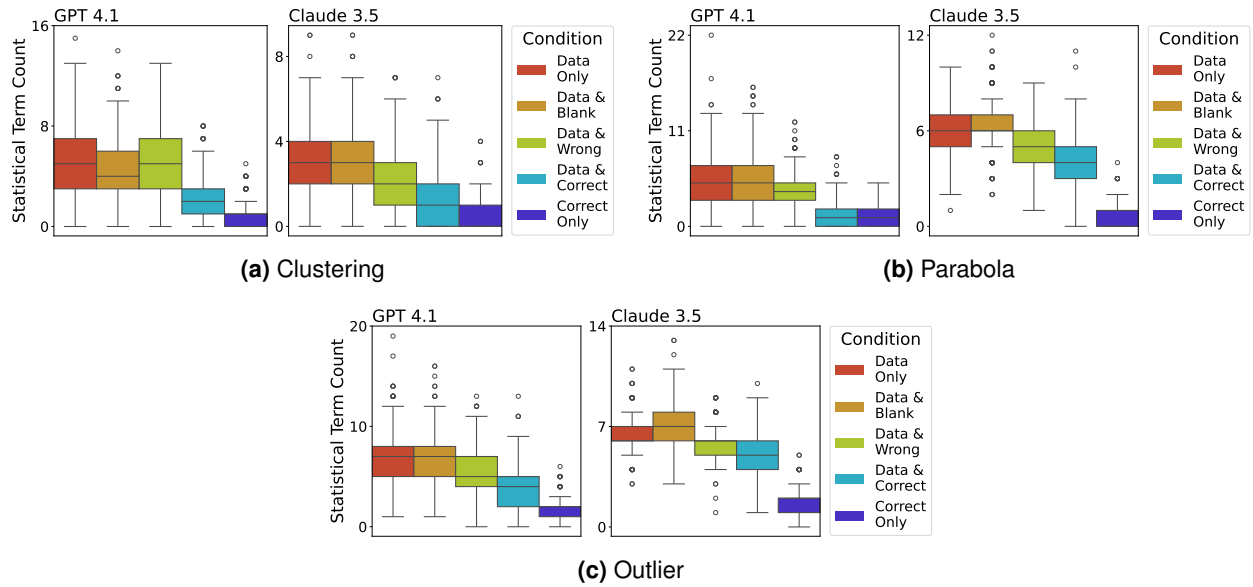 GPT 4.1
Claude 3.5
Statistical Term Count
16
8
0
8
4
0
Condition
Data
Only
Data &
Blank
Data &
Wrong
Data &
Correct
Correct
Only
(a) Clustering
GPT 4.1
Claude 3.5
Statistical Term Count
22
11
0
12
6
0
Condition
Data
Only
Data &
Blank
Data &
Wrong
Data &
Correct
Correct
Only
(b) Parabola
GPT 4.1
Claude 3.5
Statistical Term Count
20
10
0
14
7
0
Condition
Data
Only
Data &
Blank
Data &
Wrong
Data &
Correct
Correct
Only
(c) Outlier